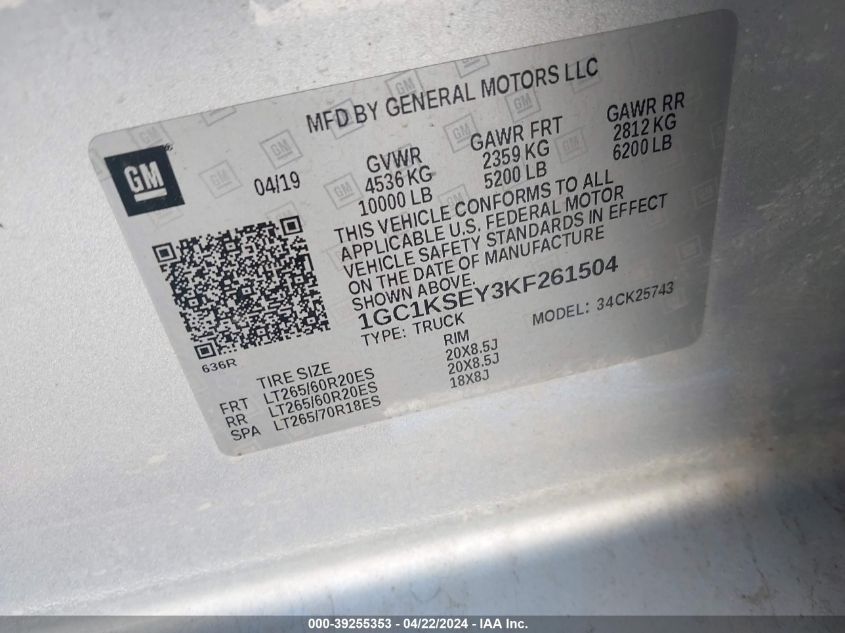 MFD BY GENERAL MOTORS LLC
GM
04/19
GVWR
4536 KG
10000 LB
GAWR FRT
2359 KG
5200 LB
GAWR RR
2812 KG
6200 LB
THIS VEHICLE CONFORMS TO ALL
APPLICABLE U.S. FEDERAL MOTOR
VEHICLE SAFETY STANDARDS IN EFFECT
ON THE DATE OF MANUFACTURE
SHOWN ABOVE.
1GC1KSEY3KF261504
TYPE: TRUCK
MODEL: 34CK25743
636R
TIRE SIZE RIM
FRT LT265/60R20ES 20X8.5J
RR LT265/60R20ES 20X8.5J
SPA LT265/70R18ES 18X8J
000-39255353 - 04/22/2024 - IAA Inc.